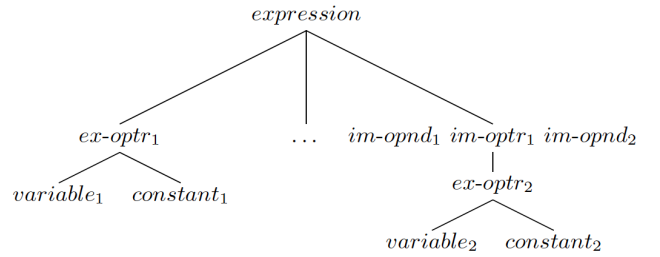 expression
ex-optr₁ ... im-opnd₁ im-optr₁ im-opnd₂
variable₁ constant₁
ex-optr₂
variable₂ constant₂